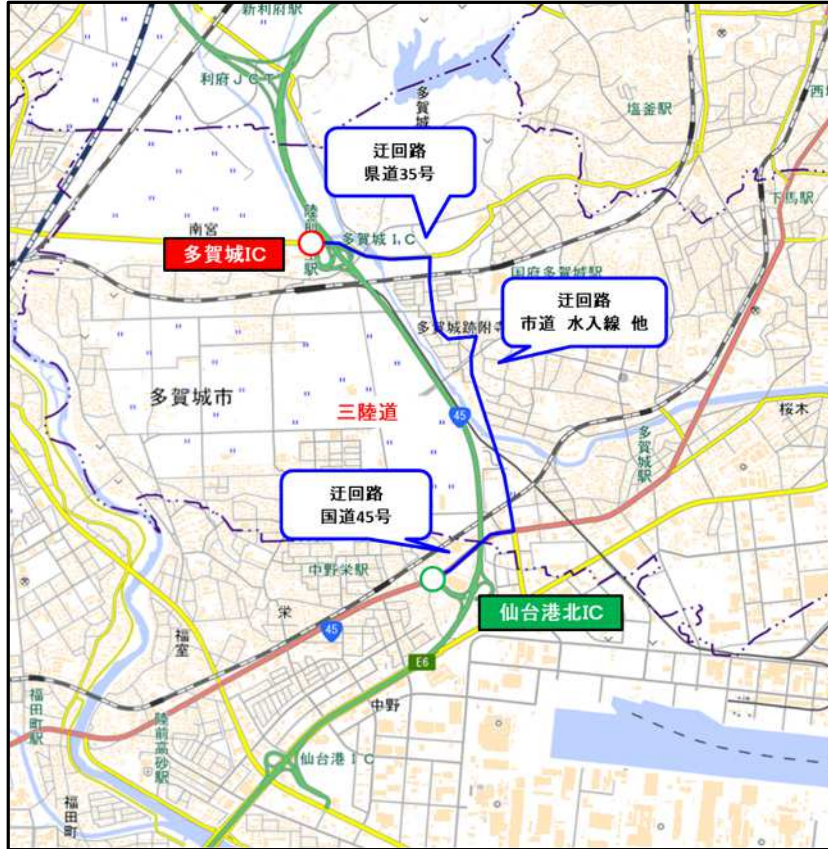 新利府駅
利府JCT
多賀城
塩釜駅
下馬駅
迂回路
県道35号
南宮
多賀城I.C
多賀城IC
国府多賀城駅
迂回路
市道 水入線 他
多賀城跡附寺
多賀城市
三陸道
45
桜木
多賀城駅
迂回路
国道45号
中野栄駅
仙台港北IC
栄
45
福室
E6
中野
福田町駅
陸前高砂駅
仙台港IC
福田町